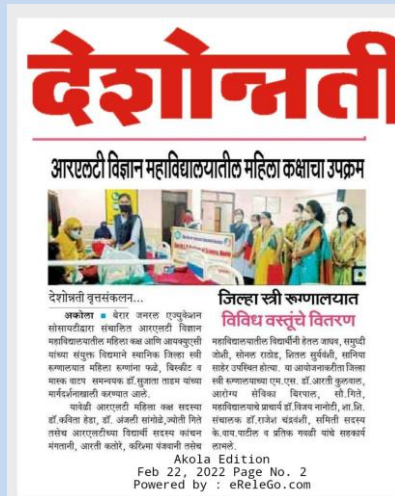 देशोन्नती
आरएलटी विज्ञान महाविद्यालयातील महिला कक्षाचा उपक्रम
देशोन्नती वृत्तसंकलन...
अकोला ■ बेरार जनरल एज्युकेशन
सोसायटीद्वारा संचालित आरएलटी विज्ञान
महाविद्यालयातील महिला कक्ष आणि आयक्युएसी
यांच्या संयुक्त विद्यमाने स्थानिक जिल्हा स्त्री
रूग्णालयात महिला रूग्णांना फळे, बिस्कीट व
मास्क वाटप समन्वयक डॉ.सुजाता ताडम यांच्या
मार्गदर्शनाखाली करण्यात आले.
यावेळी आरएलटी महिला कक्ष सदस्या
डॉ.कविता हेडा, डॉ. अंजली सांगोळे,ज्योती गिते
तसेच आरएलटीच्या विद्यार्थी सदस्य कांचन
मंगतानी, आरती कतोरे, करिश्मा पंजवानी तसेच
जिल्हा स्त्री रूग्णालयात
विविध वस्तूंचे वितरण
महाविद्यालयातील विद्यार्थीनी हेतल जाधव, समृध्दी
जोशी, सोनल राठोड, शितल सुर्यवंशी, सानिया
साहेर उपस्थित होत्या. या आयोजनाकरीता जिल्हा
स्त्री रूग्णालयाच्या एम.एस. डॉ.आरती कुलवाल,
आरोग्य सेविका बिरपाल, सौ.गिते,
महाविद्यालयाचे प्राचार्य डॉ.विजय नानोटी, शा.शि.
संचालक डॉ.राजेश चंद्रवंशी, समिती सदस्य
के.वाय.पाटील व प्रतिक गवळी यांचे सहकार्य
लाभले.
Akola Edition
Feb 22, 2022 Page No. 2
Powered by : eReleGo.com